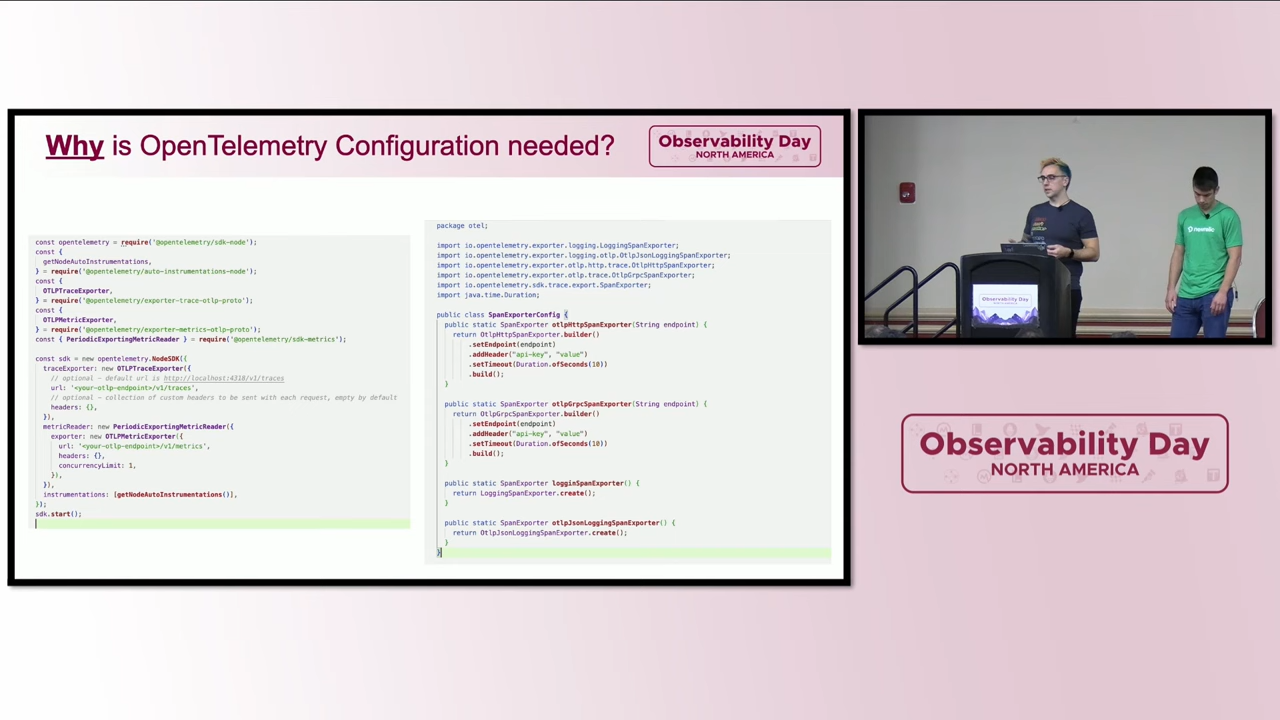 Why is OpenTelemetry Configuration needed?
Observability Day
NORTH AMERICA
const opentelemetry = require('@opentelemetry/sdk-node');
const {
  getNodeAutoInstrumentations,
} = require('@opentelemetry/auto-instrumentations-node');
const {
  OTLPTraceExporter,
} = require('@opentelemetry/exporter-trace-otlp-proto');
const {
  OTLPMetricExporter,
} = require('@opentelemetry/exporter-metrics-otlp-proto');
const { PeriodicExportingMetricReader } = require('@opentelemetry/sdk-metrics');
const sdk = new opentelemetry.NodeSDK({
  traceExporter: new OTLPTraceExporter({
    // optional – default url is http://localhost:4318/v1/traces
    url: '<your-otlp-endpoint>/v1/traces',
    // optional – collection of custom headers to be sent with each request, empty by default
    headers: {},
  }),
  metricReader: new PeriodicExportingMetricReader({
    exporter: new OTLPMetricExporter({
      url: '<your-otlp-endpoint>/v1/metrics',
      headers: {},
      concurrencyLimit: 1,
    }),
  }),
  instrumentations: [getNodeAutoInstrumentations()],
});
sdk.start();
package otel;
import io.opentelemetry.exporter.logging.LoggingSpanExporter;
import io.opentelemetry.exporter.logging.otlp.OtlpJsonLoggingSpanExporter;
import io.opentelemetry.exporter.otlp.http.trace.OtlpHttpSpanExporter;
import io.opentelemetry.exporter.otlp.trace.OtlpGrpcSpanExporter;
import io.opentelemetry.sdk.trace.export.SpanExporter;
import java.time.Duration;
public class SpanExporterConfig {
  public static SpanExporter otlpHttpSpanExporter(String endpoint) {
    return OtlpHttpSpanExporter.builder()
        .setEndpoint(endpoint)
        .addHeader("api-key", "value")
        .setTimeout(Duration.ofSeconds(10))
        .build();
  }
  public static SpanExporter otlpGrpcSpanExporter(String endpoint) {
    return OtlpGrpcSpanExporter.builder()
        .setEndpoint(endpoint)
        .addHeader("api-key", "value")
        .setTimeout(Duration.ofSeconds(10))
        .build();
  }
  public static SpanExporter logginSpanExporter() {
    return LoggingSpanExporter.create();
  }
  public static SpanExporter otlpJsonLoggingSpanExporter() {
    return OtlpJsonLoggingSpanExporter.create();
  }
}
Observability Day
newrelic
Observability Day
NORTH AMERICA